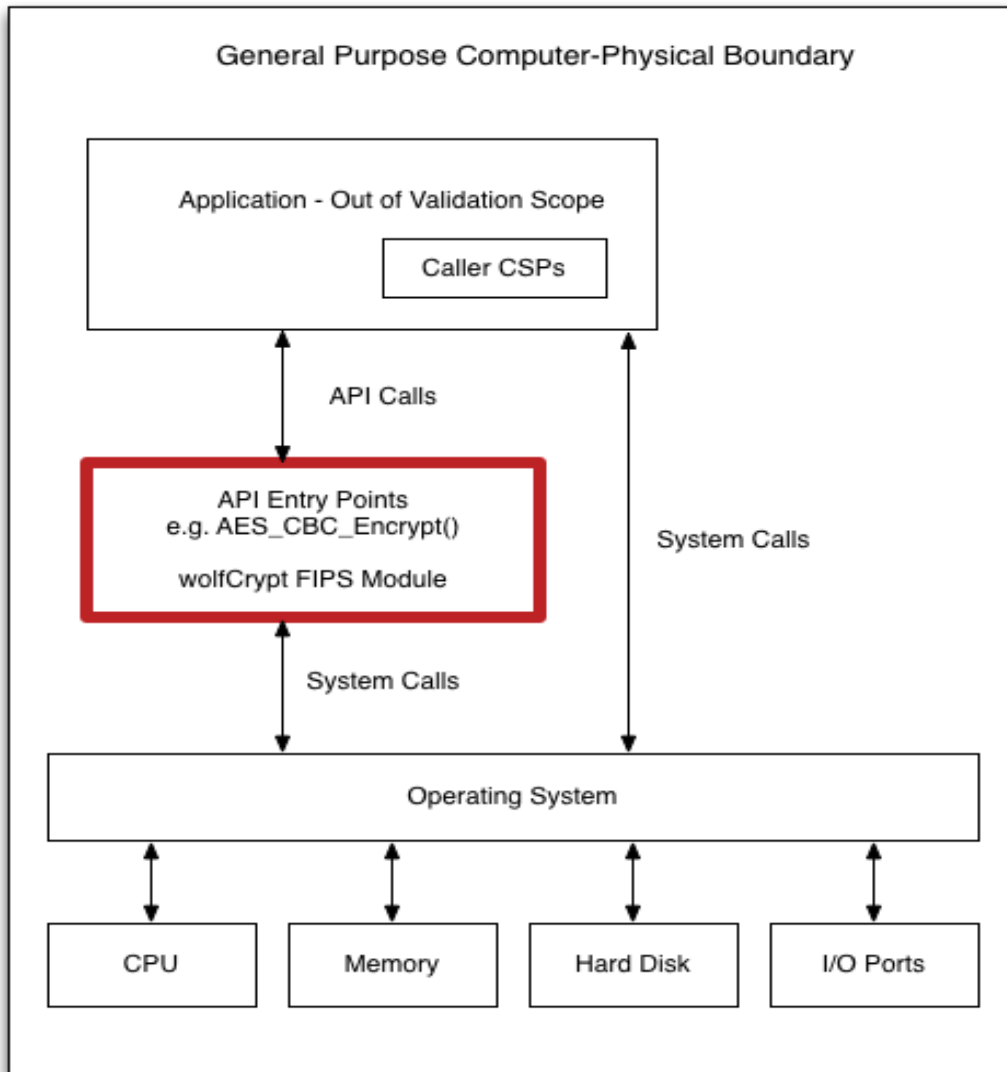 General Purpose Computer-Physical Boundary
Application - Out of Validation Scope
Caller CSPs
API Calls
API Entry Points
e.g. AES_CBC_Encrypt()
wolfCrypt FIPS Module
System Calls
System Calls
Operating System
CPU
Memory
Hard Disk
I/O Ports